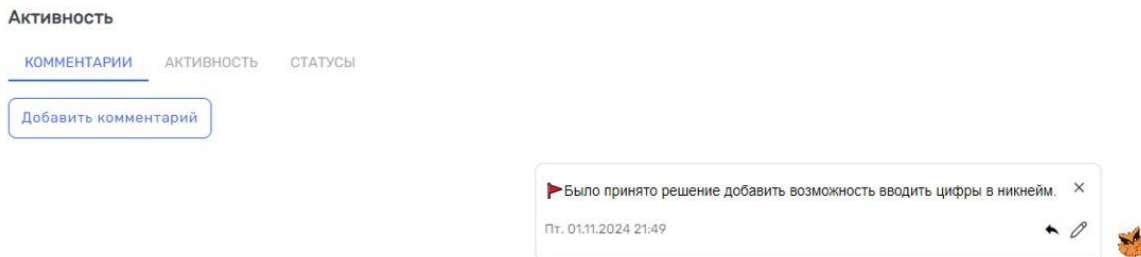 Активность
КОММЕНТАРИИ АКТИВНОСТЬ СТАТУСЫ
Добавить комментарий
🚩Было принято решение добавить возможность вводить цифры в никнейм.
Пт. 01.11.2024 21:49